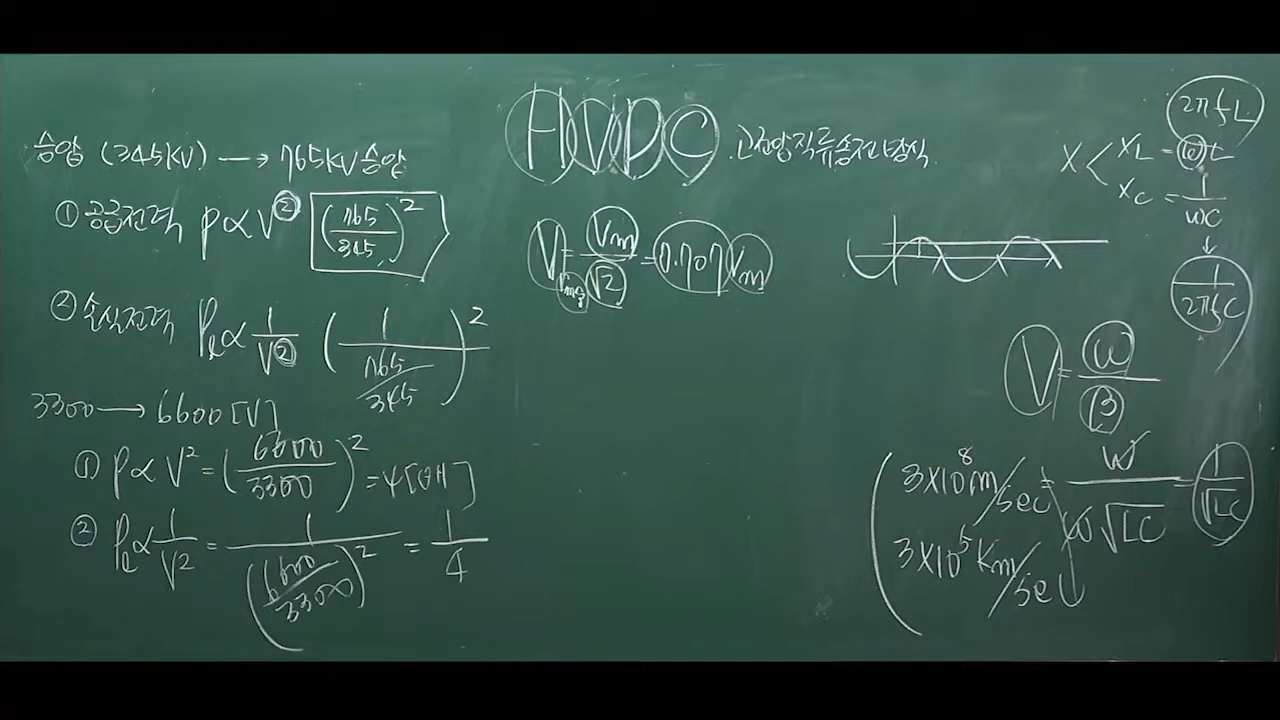 승압 (345KV) → 765KV 승압
① 공급전력 P∝V② (765/345)²
② 손실전력 Pℓ∝1/V② (1/(765/345))²
3300 → 6600 [V]
① P∝V² = (6600/3300)² = 4[배]
② Pℓ∝1/V² = 1/(6600/3300)² = 1/4
HVDC 고전압직류송전방식.
V rms = Vm/√2 = 0.707 Vm
2πfL
X < XL = ωL
XC = 1/ωC
↓
1/2πfC
V = ω/β
3×10⁸ m/sec = ω/ω√LC = 1/√LC
3×10⁵ Km/sec